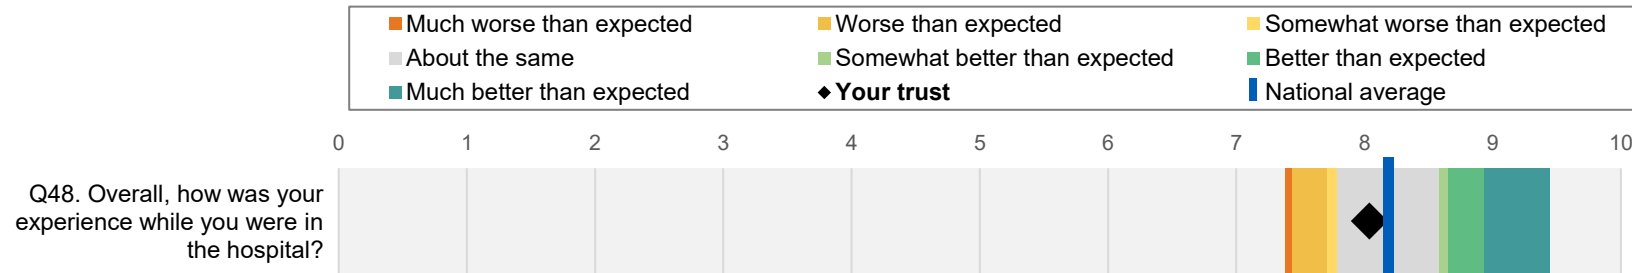 Much worse than expected Worse than expected Somewhat worse than expected
About the same Somewhat better than expected Better than expected
Much better than expected Your trust National average
0 1 2 3 4 5 6 7 8 9 10
Q48. Overall, how was your
experience while you were in
the hospital?